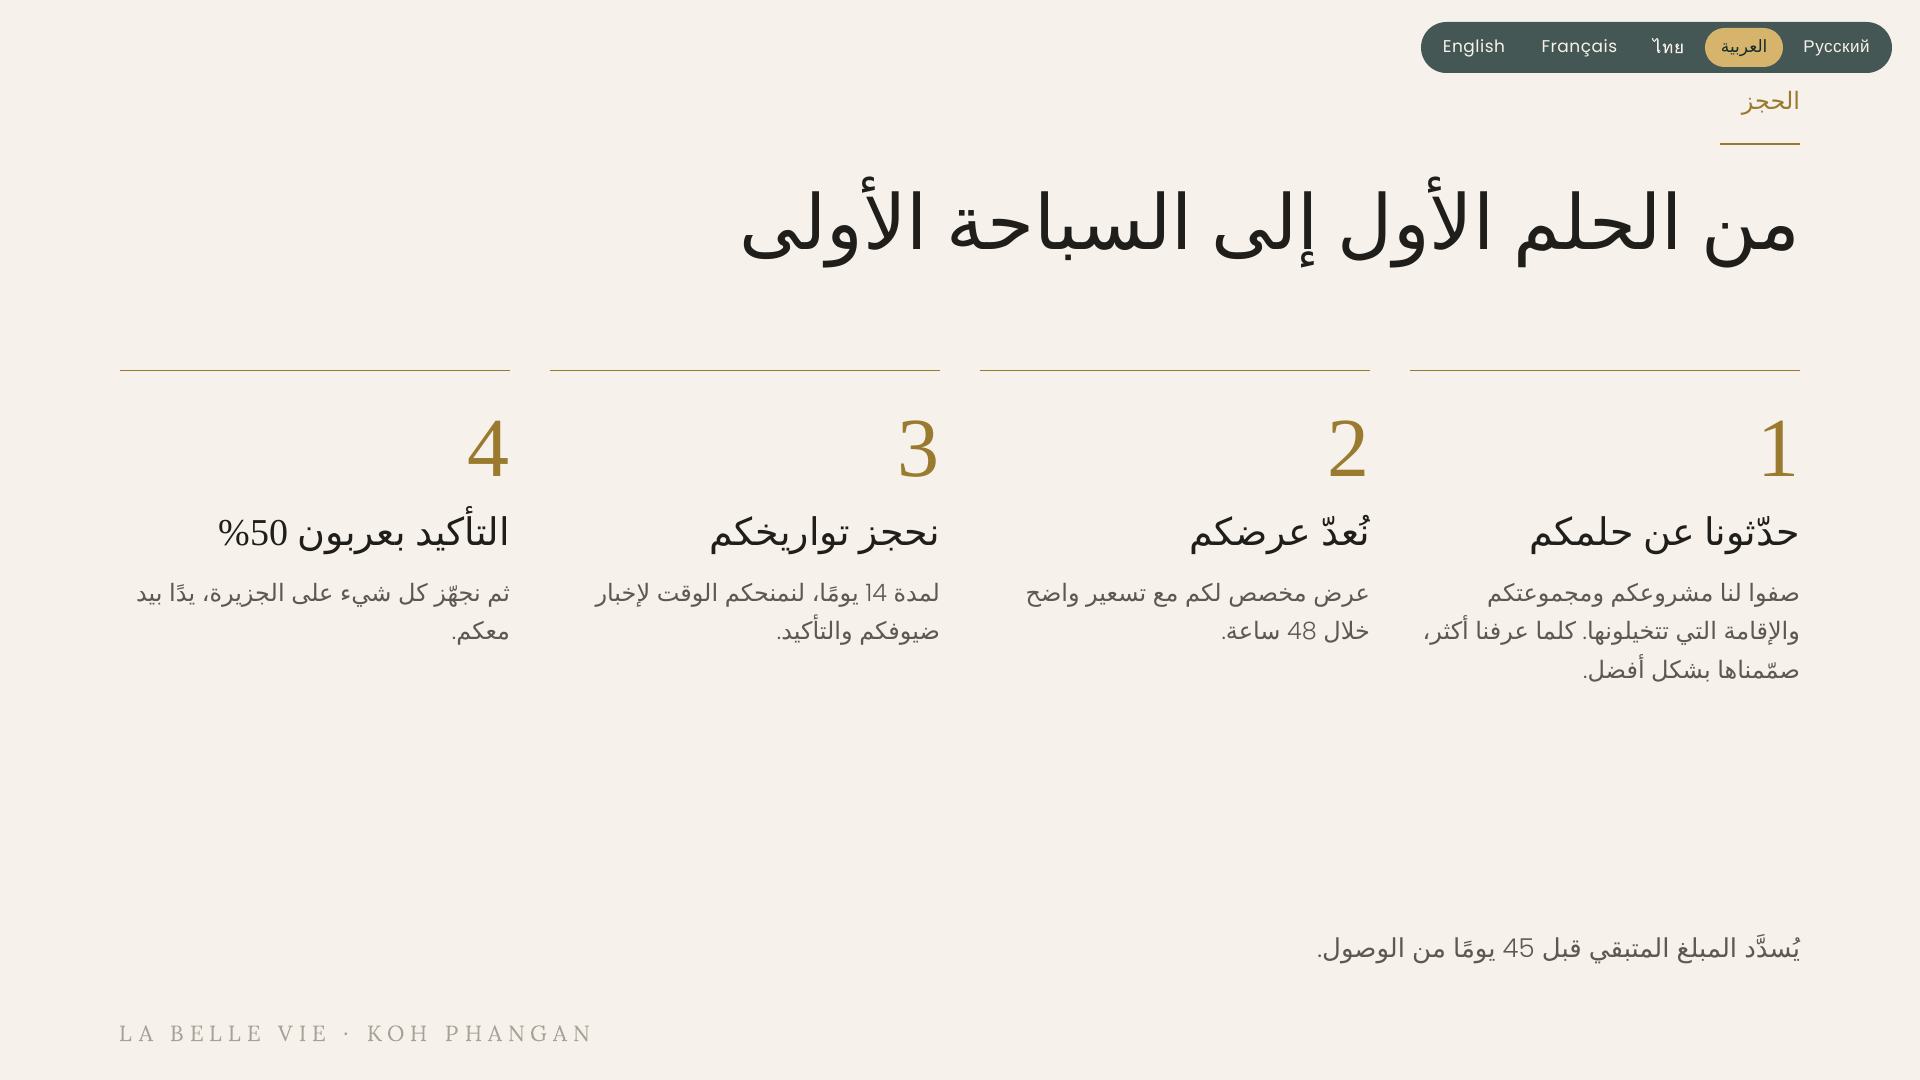 English Français ไทย العربية Русский
الحجز
من الحلم الأول إلى السباحة الأولى
1
حدّثونا عن حلمكم
صفوا لنا مشروعكم ومجموعتكم
والإقامة التي تتخيلونها. كلما عرفنا أكثر،
صمّمناها بشكل أفضل.
2
نُعدّ عرضكم
عرض مخصص لكم مع تسعير واضح
خلال 48 ساعة.
3
نحجز تواريخكم
لمدة 14 يومًا، لنمنحكم الوقت لإخبار
ضيوفكم والتأكيد.
4
التأكيد بعربون 50%
ثم نجهّز كل شيء على الجزيرة، يدًا بيد
معكم.
يُسدَّد المبلغ المتبقي قبل 45 يومًا من الوصول.
LA BELLE VIE · KOH PHANGAN